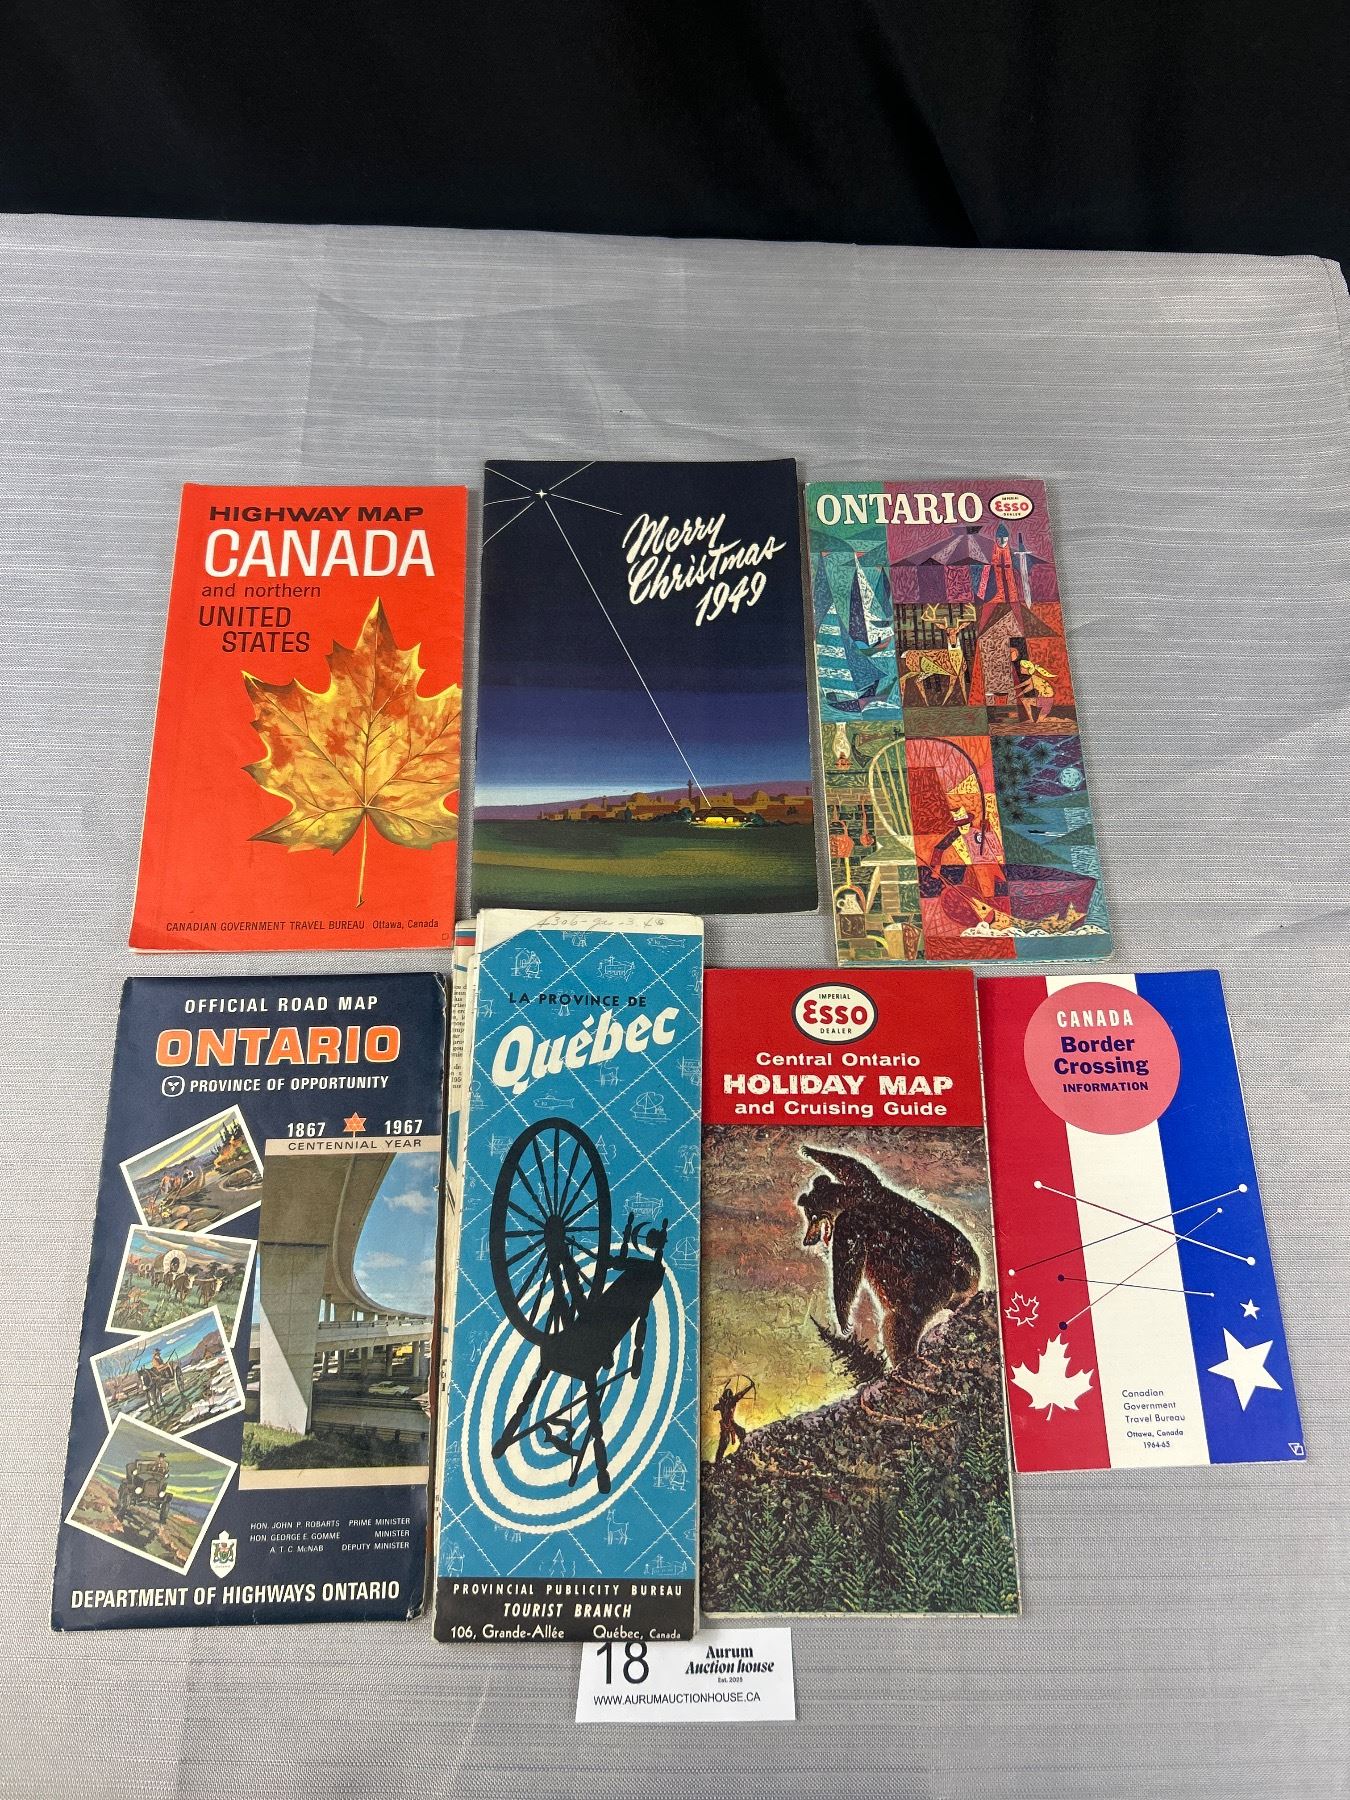 HIGHWAY MAP
CANADA
and northern
UNITED
STATES
CANADIAN GOVERNMENT TRAVEL BUREAU Ottawa, Canada
Merry
Christmas
1949
ONTARIO
IMPERIAL
Esso
DEALER
OFFICIAL ROAD MAP
ONTARIO
PROVINCE OF OPPORTUNITY
1867 1967
CENTENNIAL YEAR
HON. JOHN P. ROBARTS PRIME MINISTER
HON. GEORGE E. GOMME MINISTER
A. T. C. McNAB DEPUTY MINISTER
DEPARTMENT OF HIGHWAYS ONTARIO
LA PROVINCE DE
Québec
PROVINCIAL PUBLICITY BUREAU
TOURIST BRANCH
106, Grande-Allée Québec, Canada
IMPERIAL
Esso
DEALER
Central Ontario
HOLIDAY MAP
and Cruising Guide
CANADA
Border
Crossing
INFORMATION
Canadian
Government
Travel Bureau
Ottawa, Canada
1964-65
18
Aurum
Auction house
Est. 2025
WWW.AURUMAUCTIONHOUSE.CA